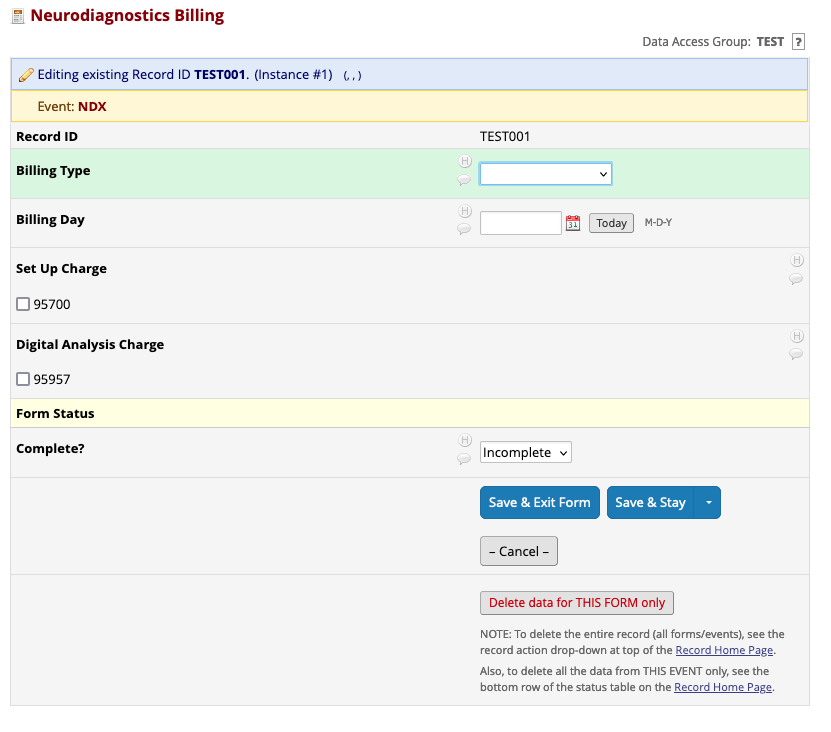 Neurodiagnostics Billing
Data Access Group: TEST ?
Editing existing Record ID TEST001. (Instance #1) (, , )
Event: NDX
Record ID TEST001
Billing Type H
Billing Day H 31 Today M-D-Y
Set Up Charge H
95700
Digital Analysis Charge H
95957
Form Status
Complete? H Incomplete
Save & Exit Form Save & Stay
– Cancel –
Delete data for THIS FORM only
NOTE: To delete the entire record (all forms/events), see the
record action drop-down at top of the Record Home Page.
Also, to delete all the data from THIS EVENT only, see the
bottom row of the status table on the Record Home Page.